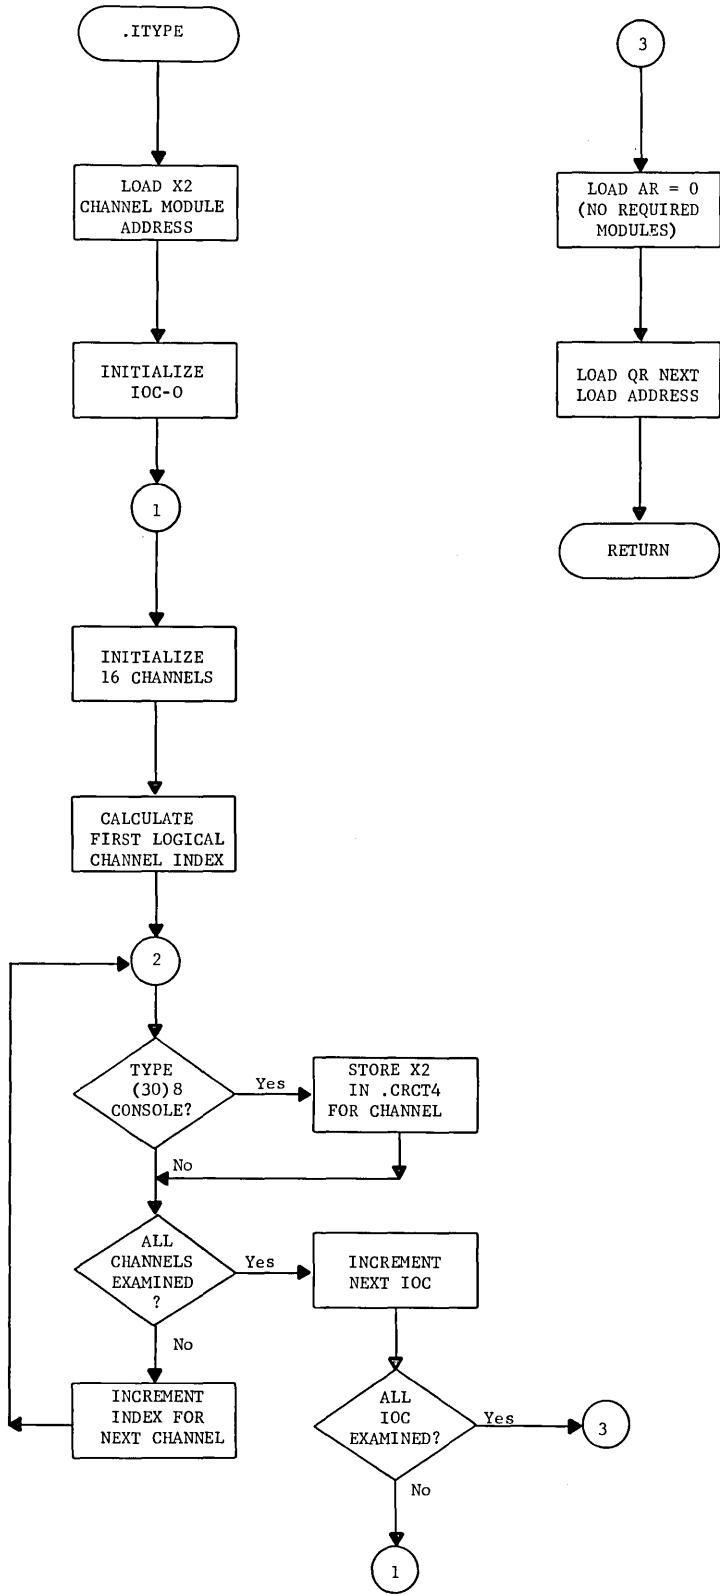 .ITYPE
LOAD X2
CHANNEL MODULE
ADDRESS
INITIALIZE
IOC-0
1
INITIALIZE
16 CHANNELS
CALCULATE
FIRST LOGICAL
CHANNEL INDEX
2
TYPE
(30)8
CONSOLE?
Yes
STORE X2
IN .CRCT4
FOR CHANNEL
No
ALL
CHANNELS
EXAMINED
?
Yes
INCREMENT
NEXT IOC
No
INCREMENT
INDEX FOR
NEXT CHANNEL
ALL
IOC
EXAMINED?
Yes
3
No
1
3
LOAD AR = 0
(NO REQUIRED
MODULES)
LOAD QR NEXT
LOAD ADDRESS
RETURN